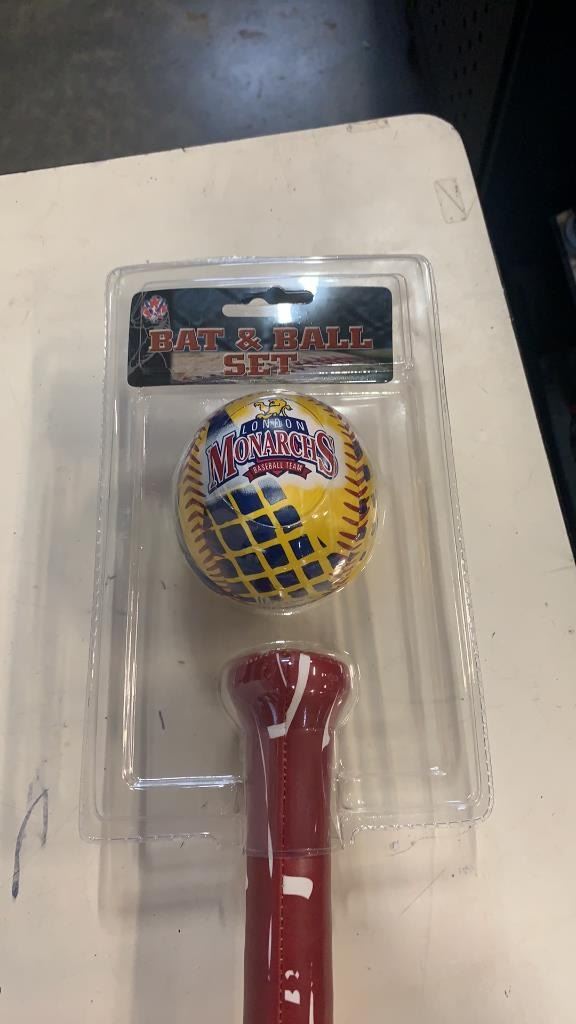 BAT & BALL
SET
LONDON
MONARCHS
BASEBALL TEAM